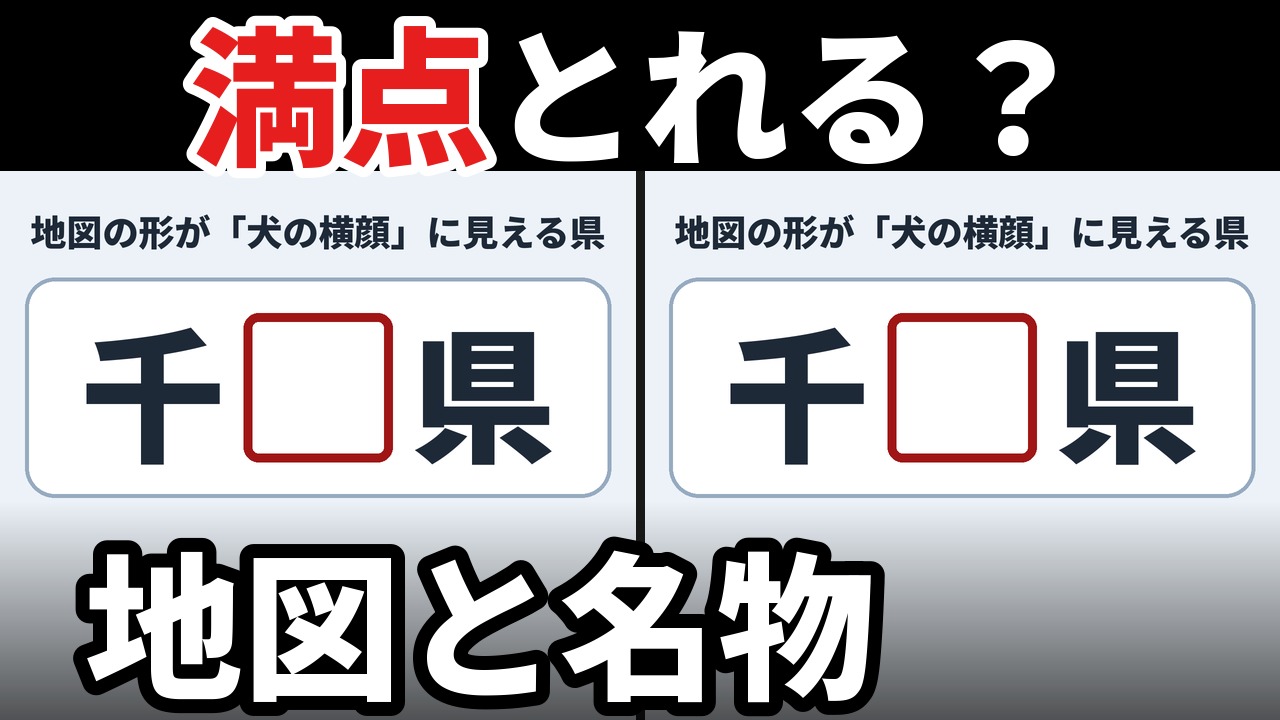 満点とれる？
地図の形が「犬の横顔」に見える県
千□県
地図の形が「犬の横顔」に見える県
千□県
地図と名物